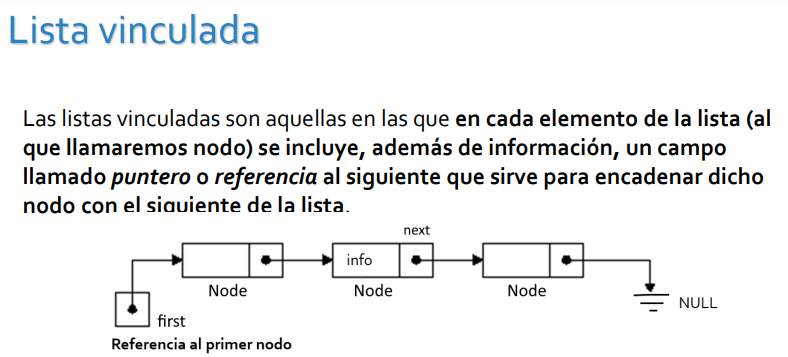 Lista vinculada
Las listas vinculadas son aquellas en las que en cada elemento de la lista (al
que llamaremos nodo) se incluye, además de información, un campo
llamado puntero o referencia al siguiente que sirve para encadenar dicho
nodo con el siguiente de la lista.
next
info
Node
Node
Node
NULL
first
Referencia al primer nodo